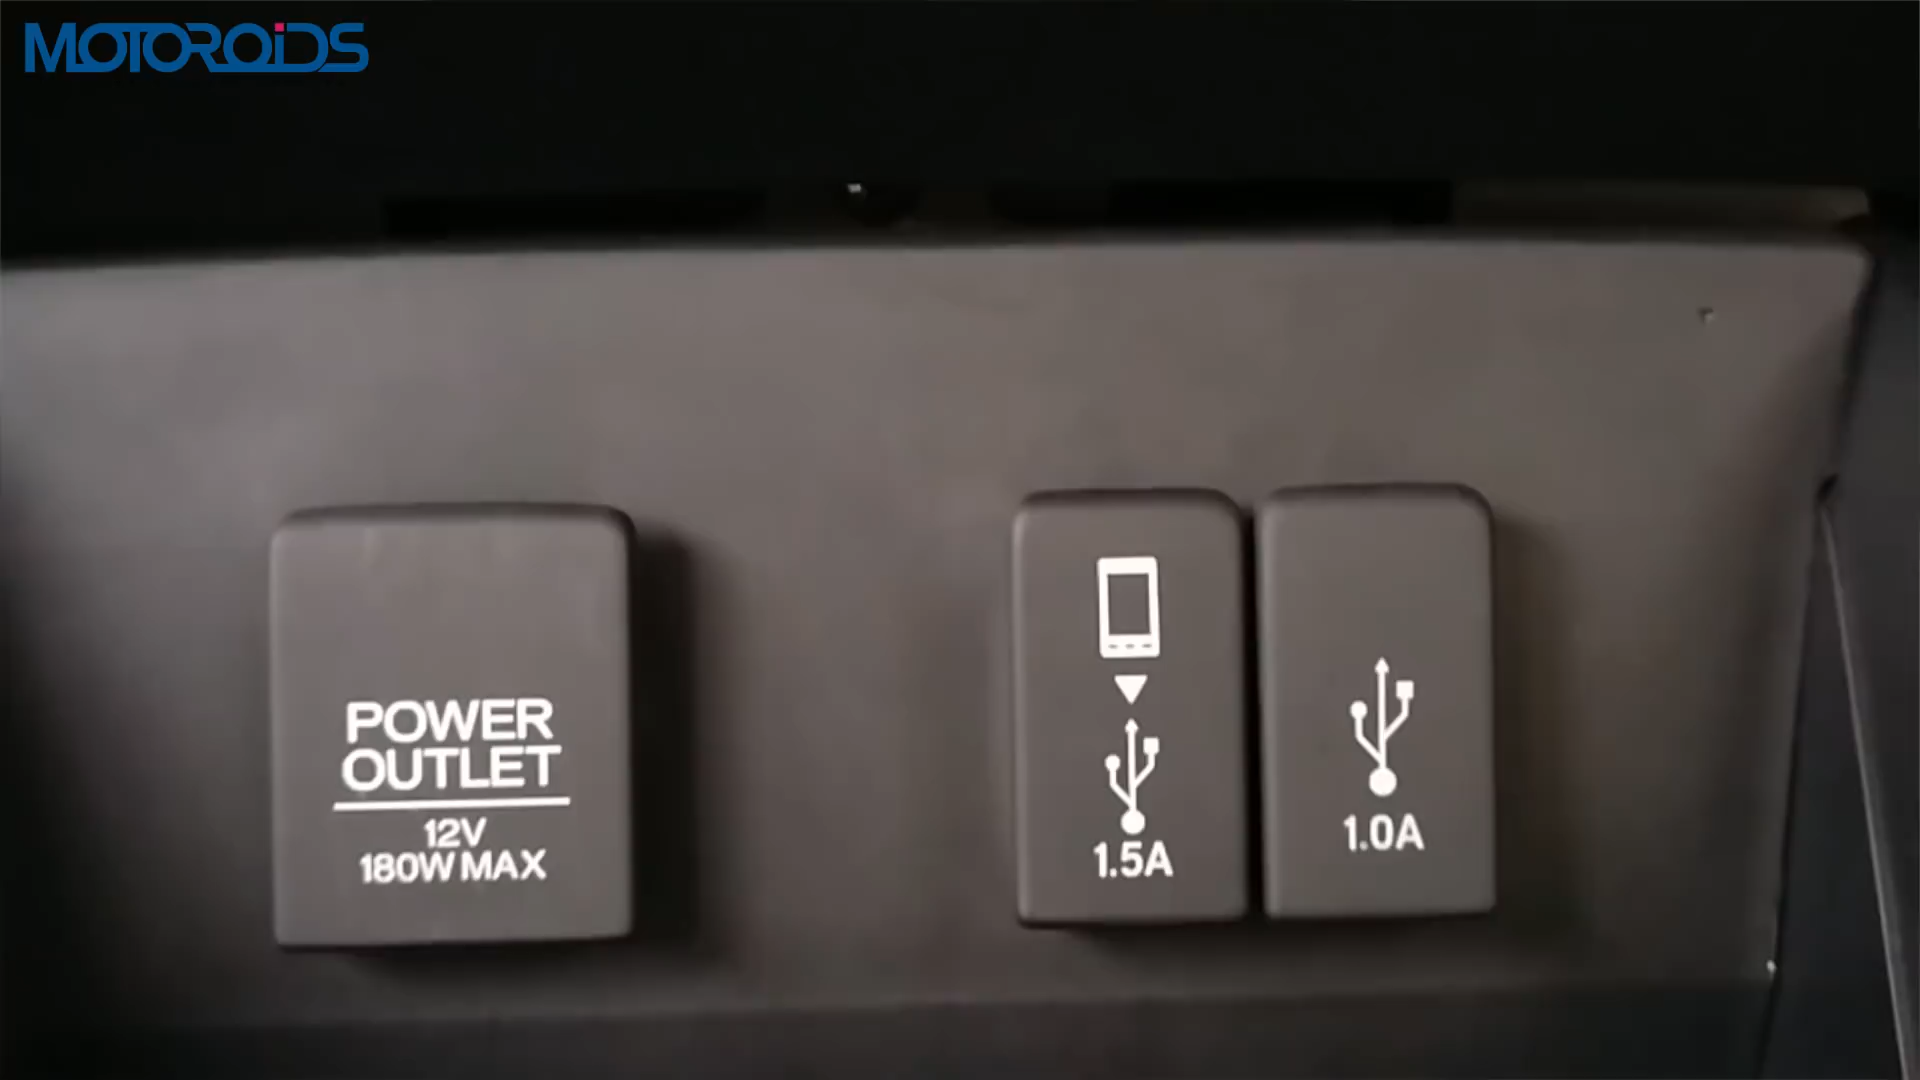 MOTOROiDS
POWER
OUTLET
12V
180W MAX
1.5A
1.0A